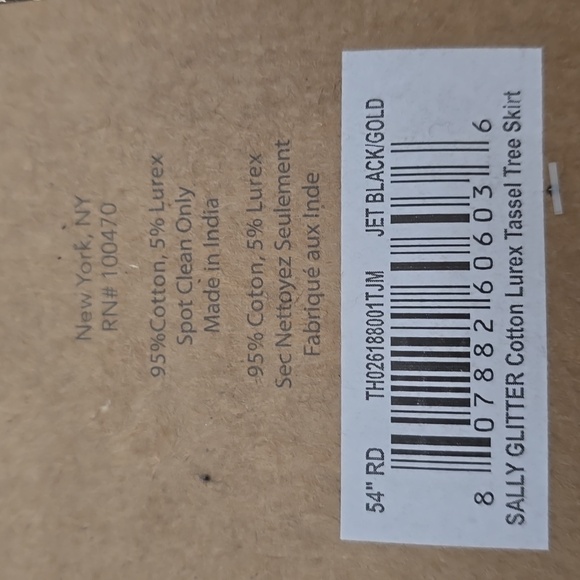 New York, NY
RN# 100470
95%Cotton, 5% Lurex
Spot Clean Only
Made in India
95% Coton, 5% Lurex
Sec Nettoyez Seulement
Fabriqué aux Inde
54" RD TH026188001TJM JET BLACK/GOLD
8 07882 60603 6
SALLY GLITTER Cotton Lurex Tassel Tree Skirt